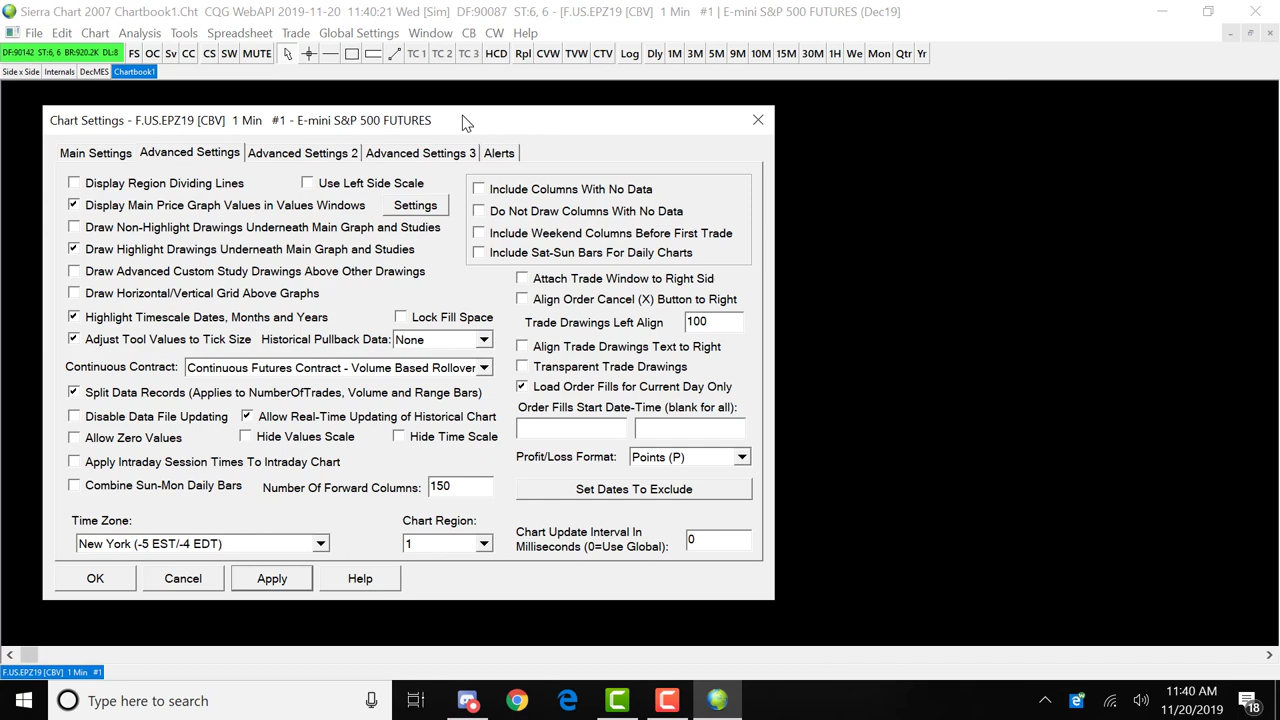 Sierra Chart 2007 Chartbook1.Cht  CQG WebAPI 2019-11-20  11:40:21 Wed [Sim]  DF:90087  ST:6, 6 - [F.US.EPZ19 [CBV]  1 Min   #1 | E-mini S&P 500 FUTURES (Dec19)
File Edit Chart Analysis Tools Spreadsheet Trade Global Settings Window CB CW Help
DF:90142 ST:6, 6 BR:920.2K DL:8 FS OC Sv CC CS SW MUTE TC 1 TC 2 TC 3 HCD Rpl CVW TVW CTV Log Dly 1M 3M 5M 9M 10M 15M 30M 1H We Mon Qtr Yr
Side x Side Internals DecMES Chartbook1
Chart Settings - F.US.EPZ19 [CBV]  1 Min   #1 - E-mini S&P 500 FUTURES
Main Settings Advanced Settings Advanced Settings 2 Advanced Settings 3 Alerts
Display Region Dividing Lines
Use Left Side Scale
Display Main Price Graph Values in Values Windows Settings
Draw Non-Highlight Drawings Underneath Main Graph and Studies
Draw Highlight Drawings Underneath Main Graph and Studies
Draw Advanced Custom Study Drawings Above Other Drawings
Draw Horizontal/Vertical Grid Above Graphs
Highlight Timescale Dates, Months and Years Lock Fill Space
Adjust Tool Values to Tick Size Historical Pullback Data: None
Continuous Contract: Continuous Futures Contract - Volume Based Rollover
Split Data Records (Applies to NumberOfTrades, Volume and Range Bars)
Disable Data File Updating Allow Real-Time Updating of Historical Chart
Allow Zero Values Hide Values Scale Hide Time Scale
Apply Intraday Session Times To Intraday Chart
Combine Sun-Mon Daily Bars Number Of Forward Columns: 150
Time Zone: Chart Region:
New York (-5 EST/-4 EDT) 1
Include Columns With No Data
Do Not Draw Columns With No Data
Include Weekend Columns Before First Trade
Include Sat-Sun Bars For Daily Charts
Attach Trade Window to Right Sid
Align Order Cancel (X) Button to Right
Trade Drawings Left Align 100
Align Trade Drawings Text to Right
Transparent Trade Drawings
Load Order Fills for Current Day Only
Order Fills Start Date-Time (blank for all):
Profit/Loss Format: Points (P)
Set Dates To Exclude
Chart Update Interval In
Milliseconds (0=Use Global): 0
OK Cancel Apply Help
F.US.EPZ19 [CBV]  1 Min   #1
Type here to search
11:40 AM
11/20/2019
18